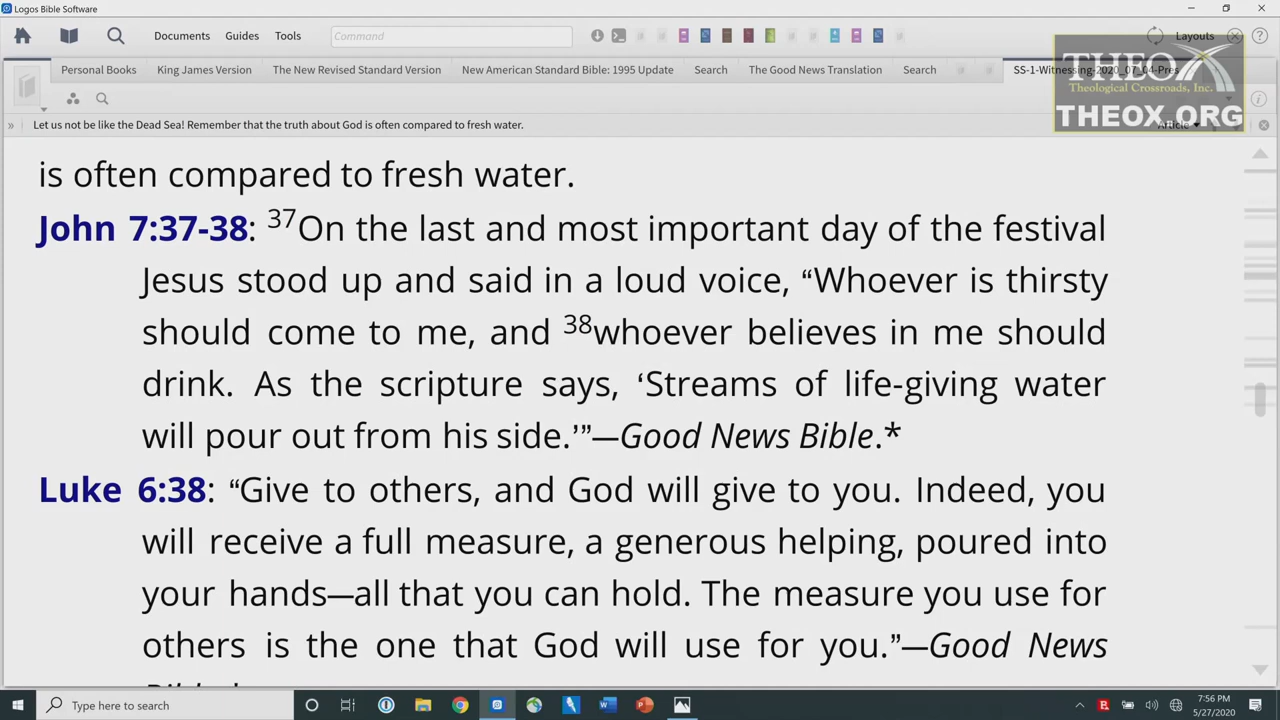 Logos Bible Software
Documents Guides Tools Command Layouts
Personal Books King James Version The New Revised New American Standard Bible: 1995 Update Search The Good News Translation Search SS-1-Witnessing-2020_07_04-Pres
THEOX
Theological Crossroads, Inc.
THEOX.ORG
Let us not be like the Dead Sea! Remember that the truth about God is often compared to fresh water.
Article
is often compared to fresh water.
John 7:37-38: 37On the last and most important day of the festival
Jesus stood up and said in a loud voice, “Whoever is thirsty
should come to me, and 38whoever believes in me should
drink. As the scripture says, ‘Streams of life-giving water
will pour out from his side.’”—Good News Bible.*
Luke 6:38: “Give to others, and God will give to you. Indeed, you
will receive a full measure, a generous helping, poured into
your hands—all that you can hold. The measure you use for
others is the one that God will use for you.”—Good News
Type here to search
7:56 PM
5/27/2020